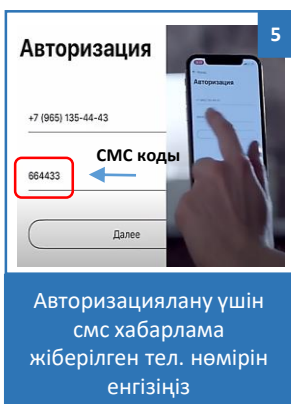 5
Авторизация
+7 (965) 135-44-43
СМС коды
664433
Далее
Авторизация
Авторизациялану үшін
смс хабарлама
жіберілген тел. нөмірін
енгізіңіз